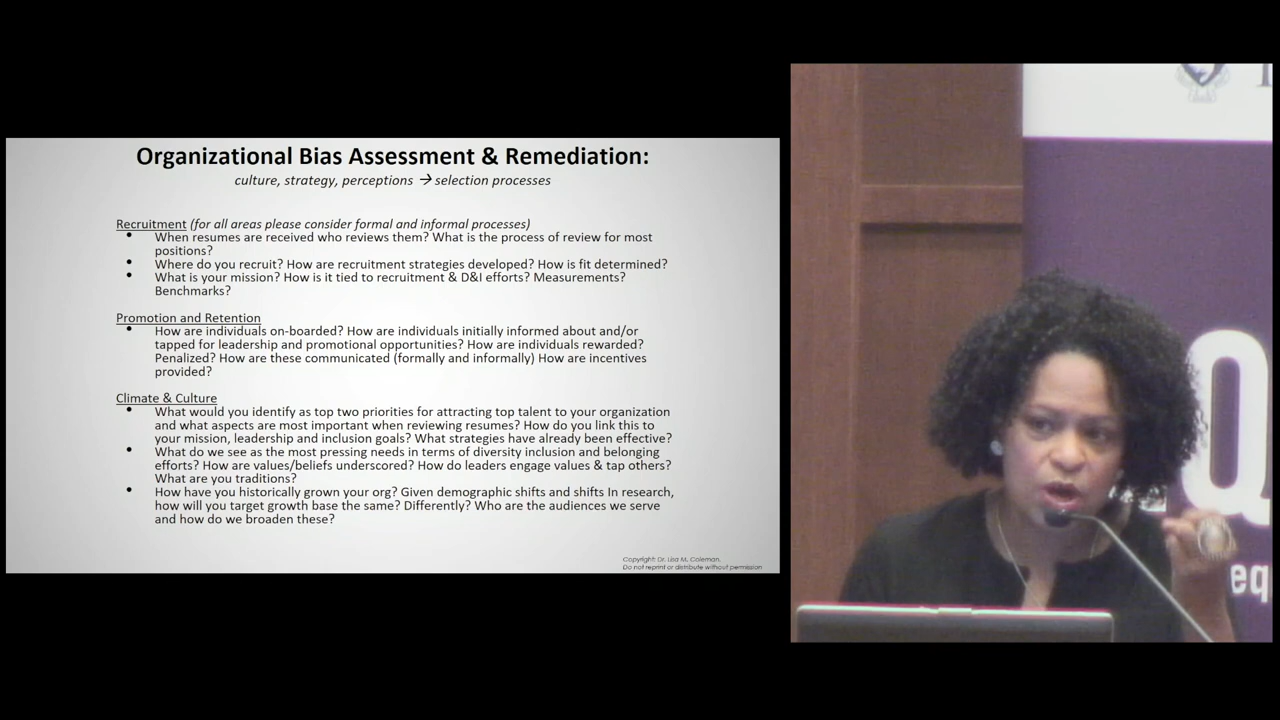 Organizational Bias Assessment & Remediation:
culture, strategy, perceptions → selection processes
Recruitment (for all areas please consider formal and informal processes)
• When resumes are received who reviews them? What is the process of review for most
positions?
• Where do you recruit? How are recruitment strategies developed? How is fit determined?
• What is your mission? How is it tied to recruitment & D&I efforts? Measurements?
Benchmarks?
Promotion and Retention
• How are individuals on-boarded? How are individuals initially informed about and/or
tapped for leadership and promotional opportunities? How are individuals rewarded?
Penalized? How are these communicated (formally and informally) How are incentives
provided?
Climate & Culture
• What would you identify as top two priorities for attracting top talent to your organization
and what aspects are most important when reviewing resumes? How do you link this to
your mission, leadership and inclusion goals? What strategies have already been effective?
• What do we see as the most pressing needs in terms of diversity inclusion and belonging
efforts? How are values/beliefs underscored? How do leaders engage values & tap others?
What are you traditions?
• How have you historically grown your org? Given demographic shifts and shifts In research,
how will you target growth base the same? Differently? Who are the audiences we serve
and how do we broaden these?
Copyright: Dr. Lisa M. Coleman.
Do not reprint or distribute without permission
Q
eq